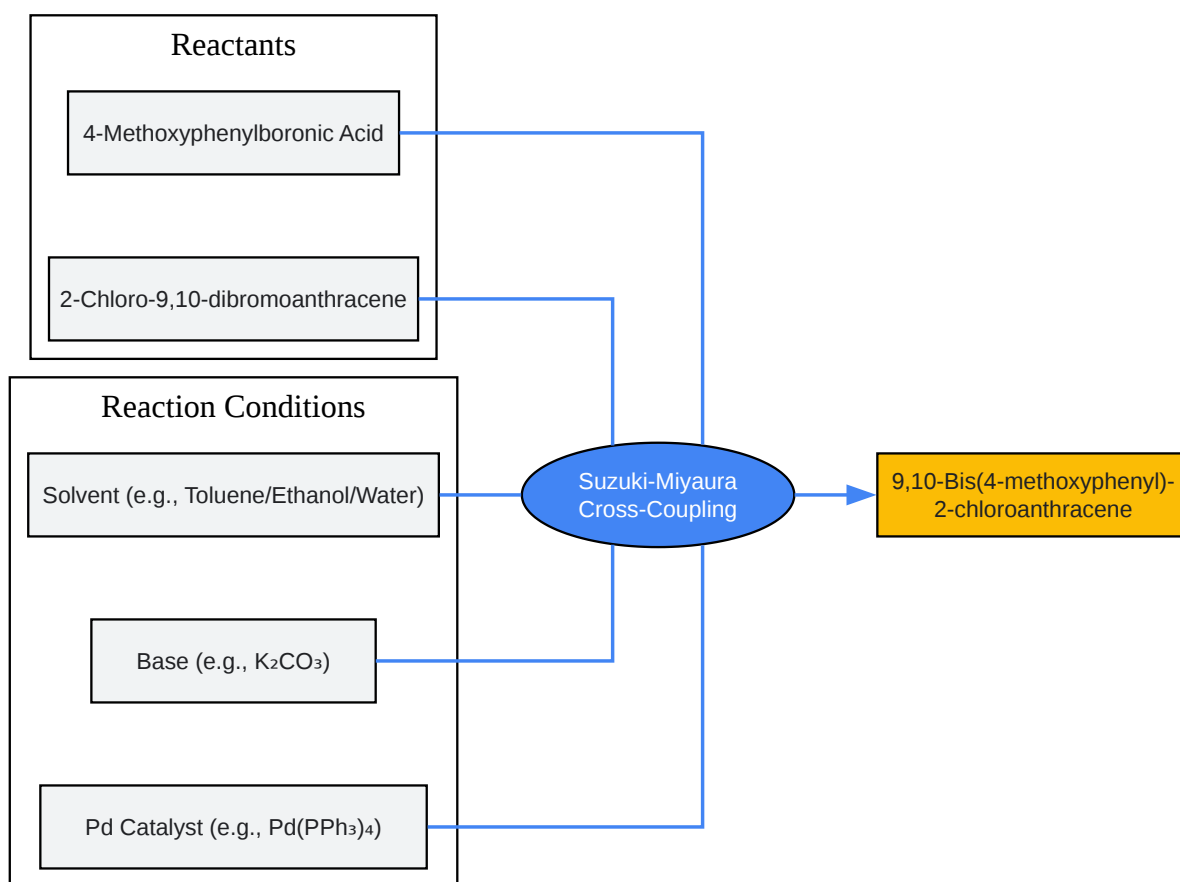 Reactants
4-Methoxyphenylboronic Acid
2-Chloro-9,10-dibromoanthracene
Reaction Conditions
Solvent (e.g., Toluene/Ethanol/Water)
Base (e.g., K₂CO₃)
Pd Catalyst (e.g., Pd(PPh₃)₄)
Suzuki-Miyaura
Cross-Coupling
9,10-Bis(4-methoxyphenyl)-
2-chloroanthracene